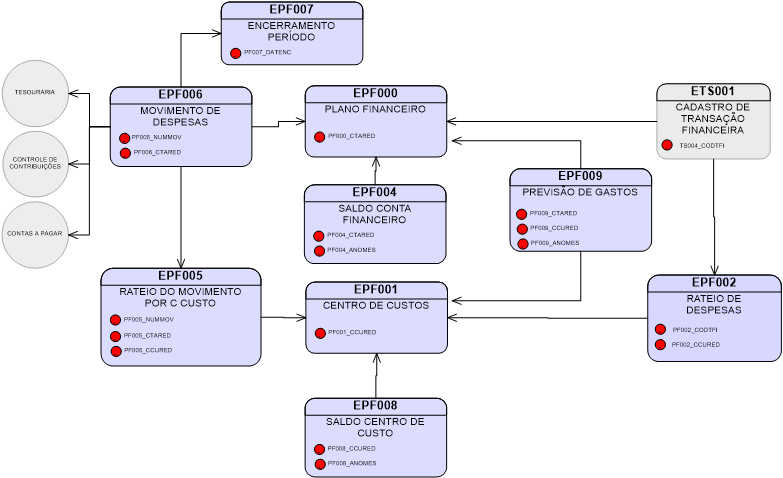 EPF007
ENCERRAMENTO
PERÍODO
PF007_DATENC
TESOURARIA
CONTROLE DE
CONTRIBUIÇÕES
CONTAS A PAGAR
EPF006
MOVIMENTO DE
DESPESAS
PF006_NUMMOV
PF006_CTARED
EPF000
PLANO FINANCEIRO
PF000_CTARED
ETS001
CADASTRO DE
TRANSAÇÃO
FINANCEIRA
TS004_CODTFI
EPF004
SALDO CONTA
FINANCEIRO
PF004_CTARED
PF004_ANOMES
EPF009
PREVISÃO DE GASTOS
PF009_CTARED
PF009_CCURED
PF009_ANOMES
EPF005
RATEIO DO MOVIMENTO
POR C CUSTO
PF005_NUMMOV
PF005_CTARED
PF005_CCURED
EPF001
CENTRO DE CUSTOS
PF001_CCURED
EPF002
RATEIO DE
DESPESAS
PF002_CODTFI
PF002_CCURED
EPF008
SALDO CENTRO DE
CUSTO
PF008_CCURED
PF008_ANOMES